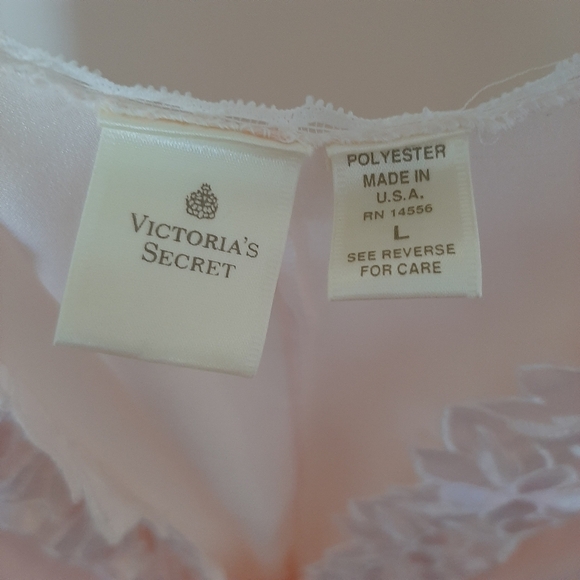 VICTORIA'S
SECRET
POLYESTER
MADE IN
U.S.A.
RN 14556
L
SEE REVERSE
FOR CARE